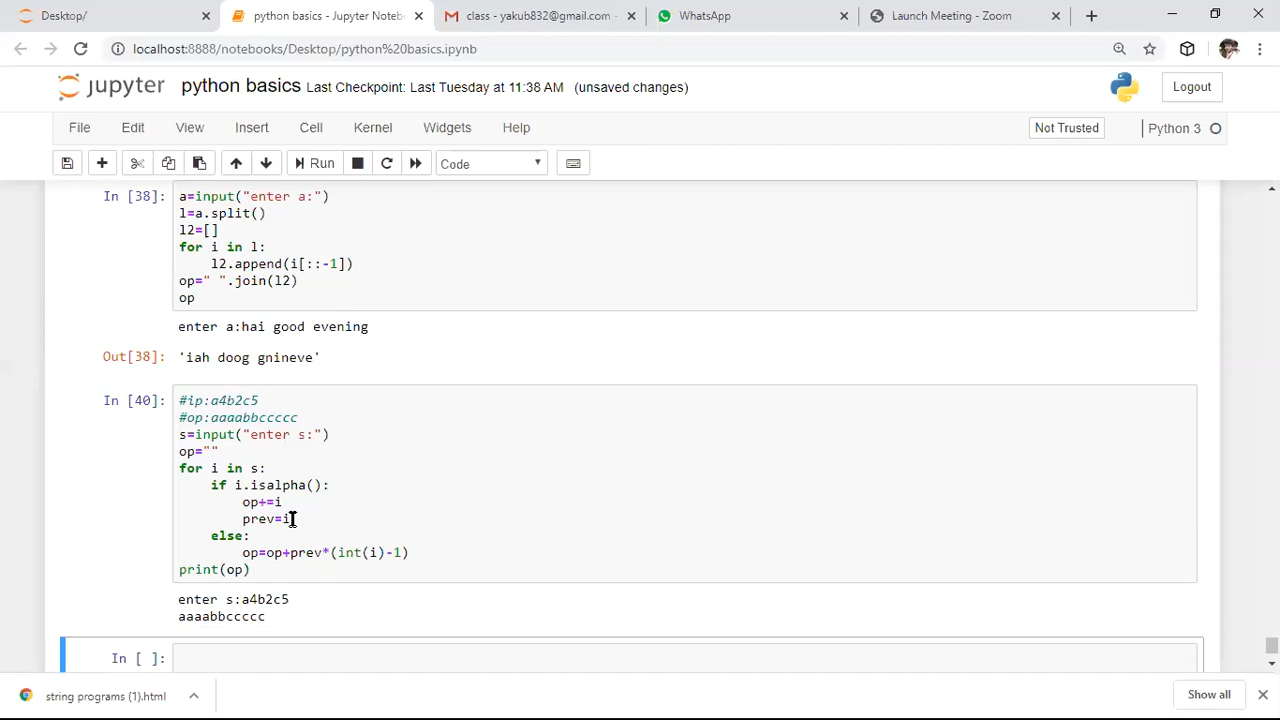 Desktop/
python basics - Jupyter Noteb
class - yakub832@gmail.com -
WhatsApp
Launch Meeting - Zoom
localhost:8888/notebooks/Desktop/python%20basics.ipynb
jupyter python basics Last Checkpoint: Last Tuesday at 11:38 AM (unsaved changes)
Logout
File Edit View Insert Cell Kernel Widgets Help
Not Trusted
Python 3
Run
Code
In [38]:
a=input("enter a:")
l=a.split()
l2=[]
for i in l:
    l2.append(i[::-1])
op=" ".join(l2)
op
enter a:hai good evening
Out[38]: 'iah doog gnineve'
In [40]:
#ip:a4b2c5
#op:aaaabbccccc
s=input("enter s:")
op=""
for i in s:
    if i.isalpha():
        op+=i
        prev=i
    else:
        op=op+prev*(int(i)-1)
print(op)
enter s:a4b2c5
aaaabbccccc
In [ ]:
string programs (1).html
Show all